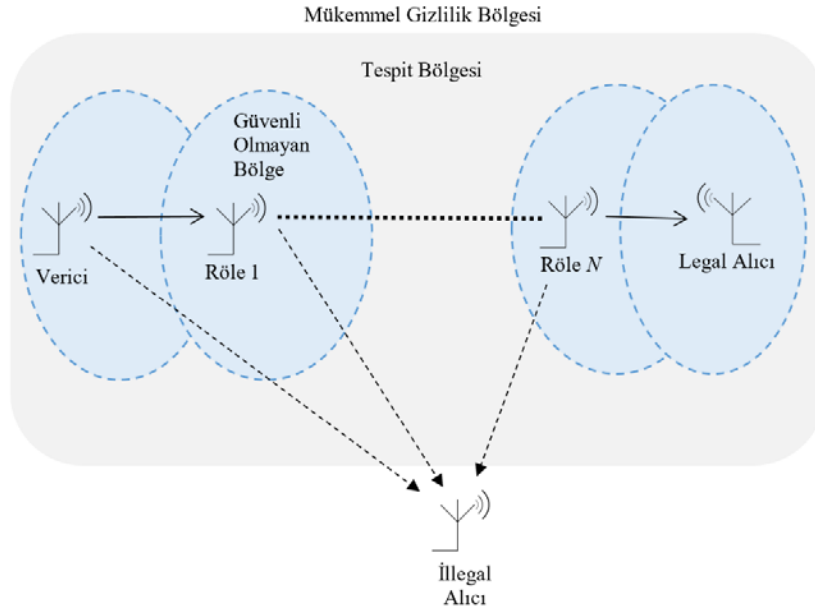 Mükemmel Gizlilik Bölgesi
Tespit Bölgesi
Güvenli
Olmayan
Bölge
Verici
Röle 1
Röle N
Legal Alıcı
İllegal
Alıcı